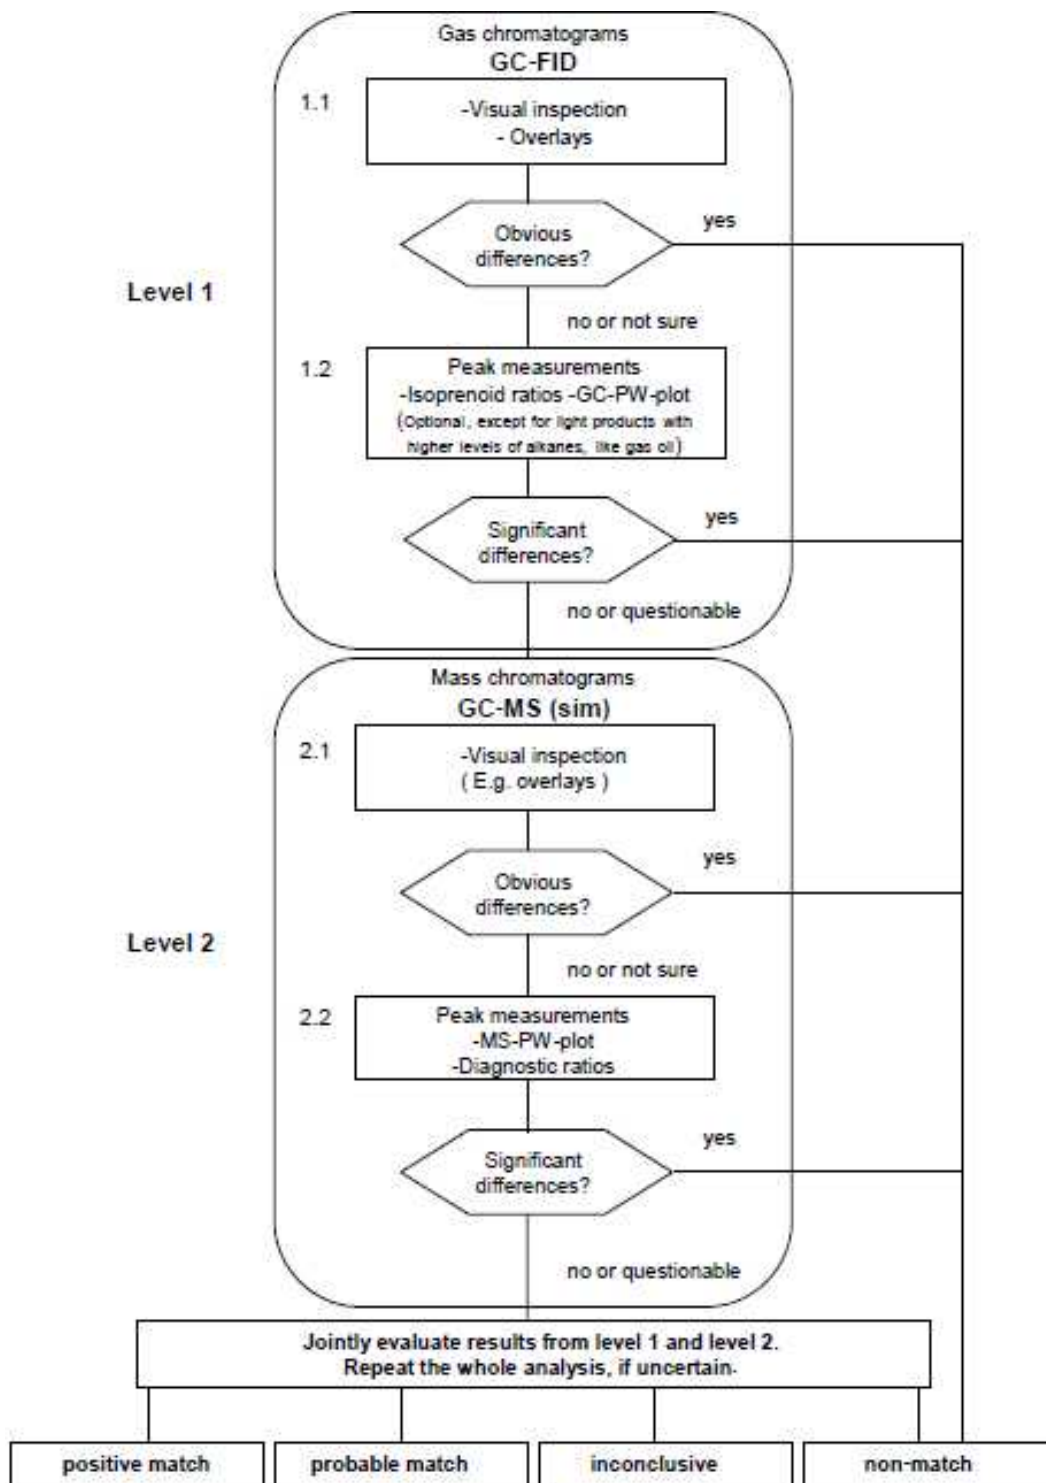 Gas chromatograms
GC-FID
1.1
-Visual inspection
- Overlays
Obvious
differences?
yes
Level 1
no or not sure
1.2
Peak measurements
-Isoprenoid ratios -GC-PW-plot
(Optional, except for light products with
higher levels of alkanes, like gas oil)
Significant
differences?
yes
no or questionable
Mass chromatograms
GC-MS (sim)
2.1
-Visual inspection
( E.g. overlays )
Obvious
differences?
yes
Level 2
no or not sure
2.2
Peak measurements
-MS-PW-plot
-Diagnostic ratios
Significant
differences?
yes
no or questionable
Jointly evaluate results from level 1 and level 2.
Repeat the whole analysis, if uncertain.
positive match
probable match
inconclusive
non-match